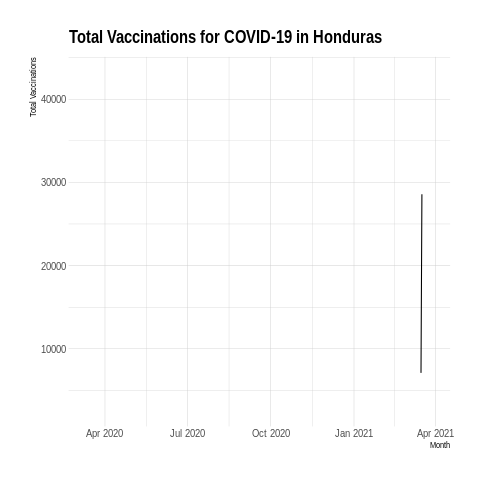 Total Vaccinations for COVID-19 in Honduras
Total Vaccinations
40000
30000
20000
10000
Apr 2020 Jul 2020 Oct 2020 Jan 2021 Apr 2021
Month